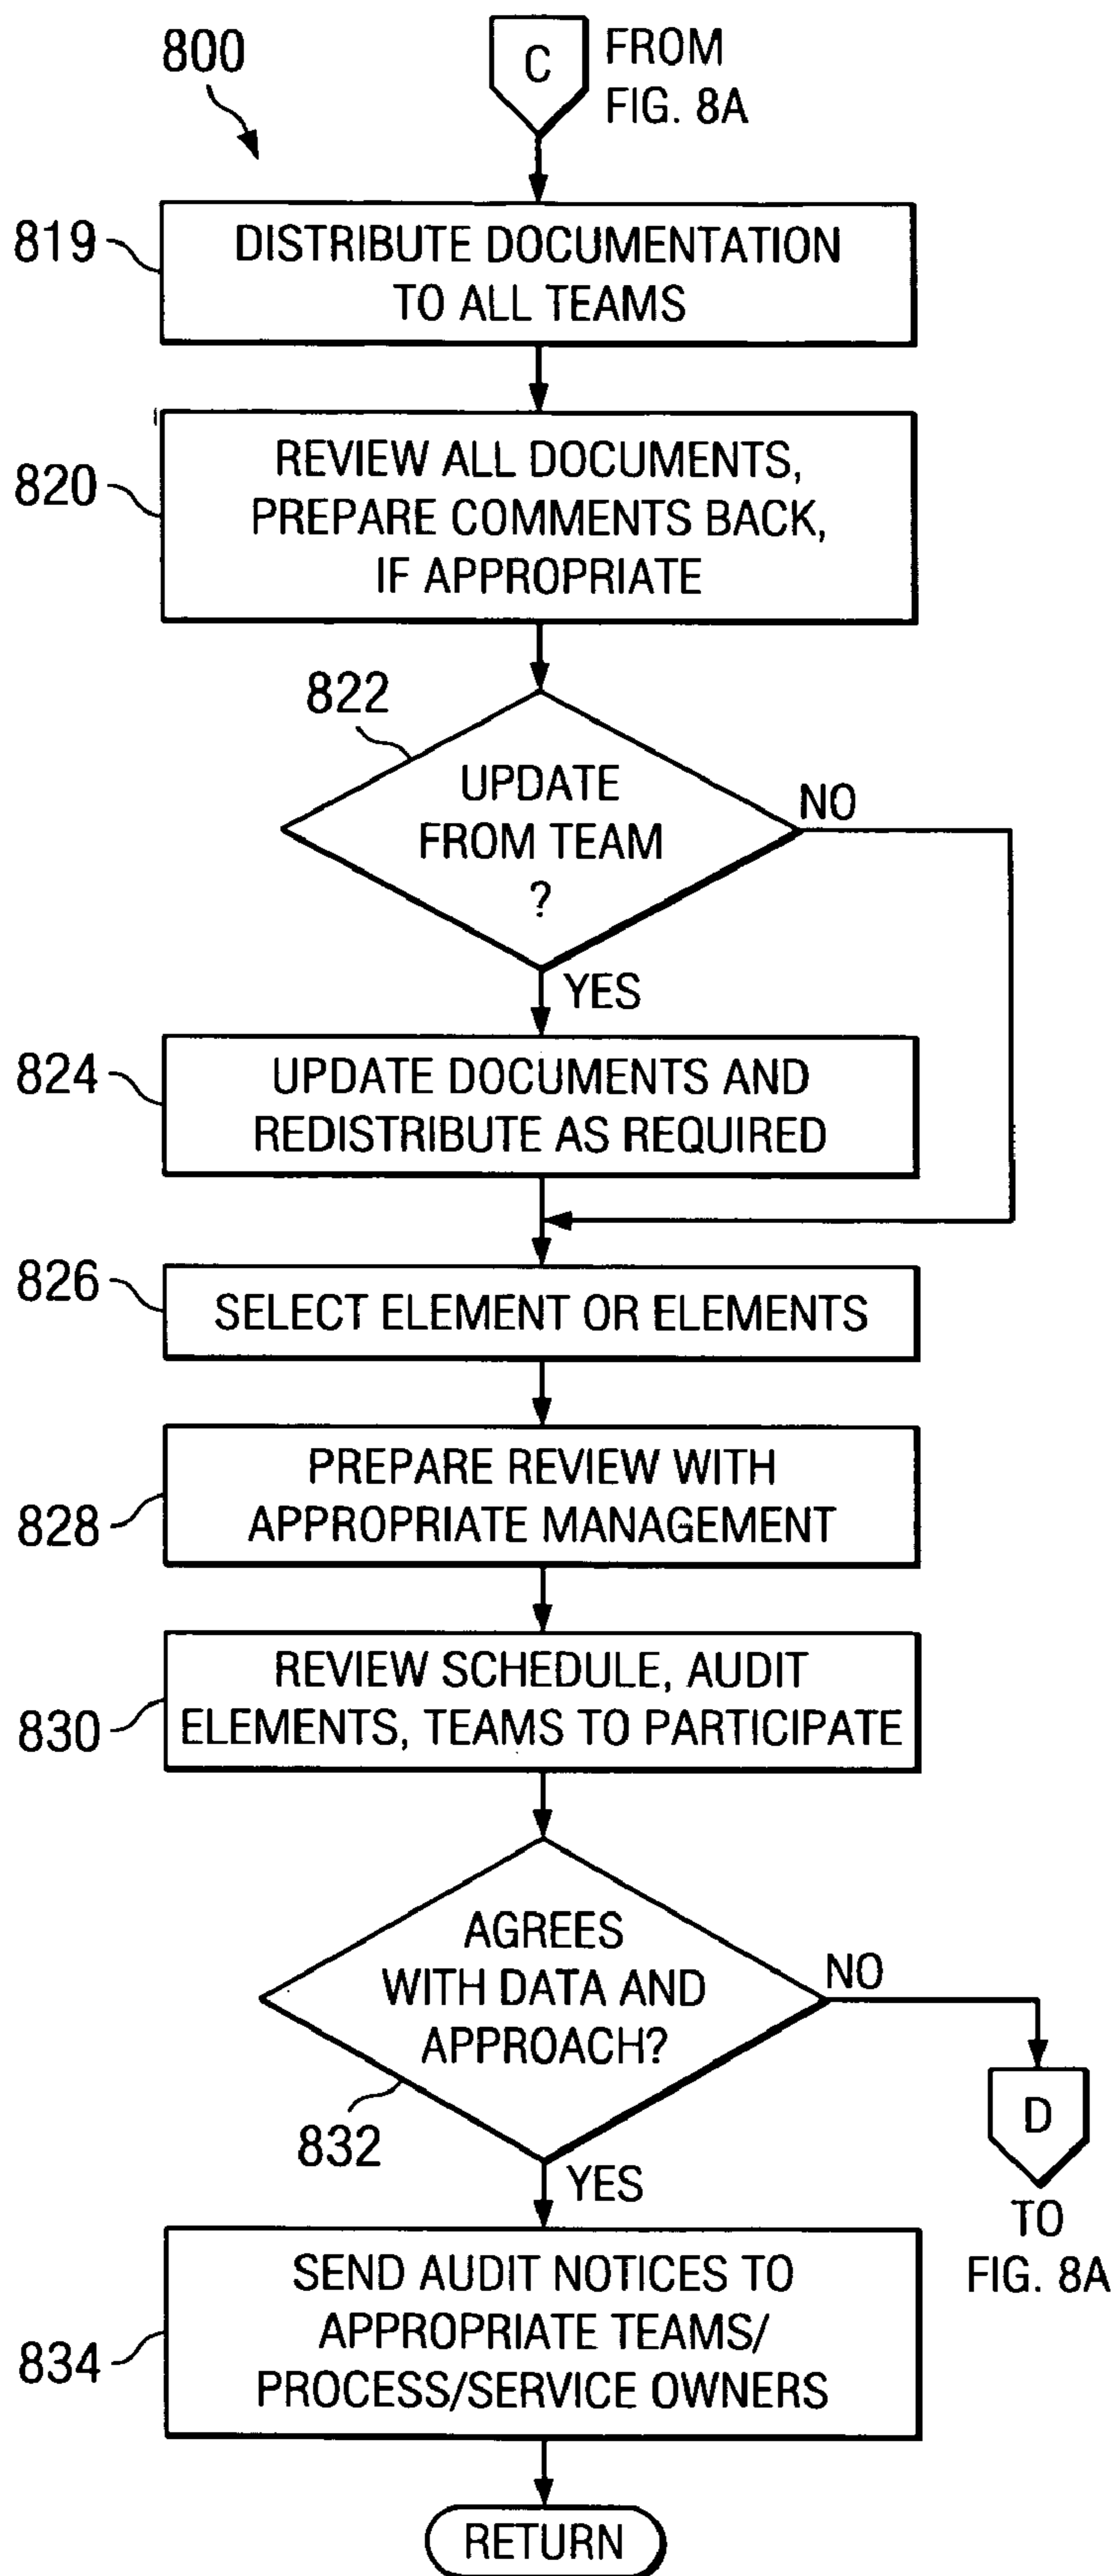 800
C
FROM
FIG. 8A
819
DISTRIBUTE DOCUMENTATION
TO ALL TEAMS
820
REVIEW ALL DOCUMENTS,
PREPARE COMMENTS BACK,
IF APPROPRIATE
822
UPDATE
FROM TEAM
?
NO
YES
824
UPDATE DOCUMENTS AND
REDISTRIBUTE AS REQUIRED
826
SELECT ELEMENT OR ELEMENTS
828
PREPARE REVIEW WITH
APPROPRIATE MANAGEMENT
830
REVIEW SCHEDULE, AUDIT
ELEMENTS, TEAMS TO PARTICIPATE
AGREES
WITH DATA AND
APPROACH?
NO
832
YES
D
TO
FIG. 8A
834
SEND AUDIT NOTICES TO
APPROPRIATE TEAMS/
PROCESS/SERVICE OWNERS
RETURN